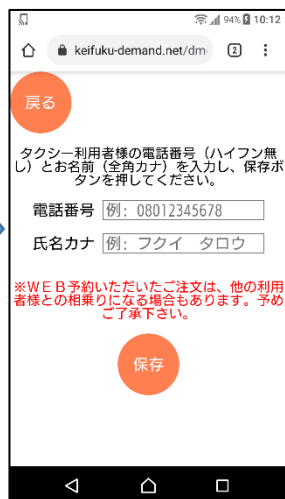 94% 10:12
keifuku-demand.net/dm
2
戻る
タクシー利用者様の電話番号（ハイフン無
し）とお名前（全角カナ）を入力し、保存ボ
タンを押してください。
電話番号 例: 08012345678
氏名カナ 例: フクイ　タロウ
※ＷＥＢ予約いただいたご注文は、他の利用
者様との相乗りになる場合もあります。予め
ご了承下さい。
保存